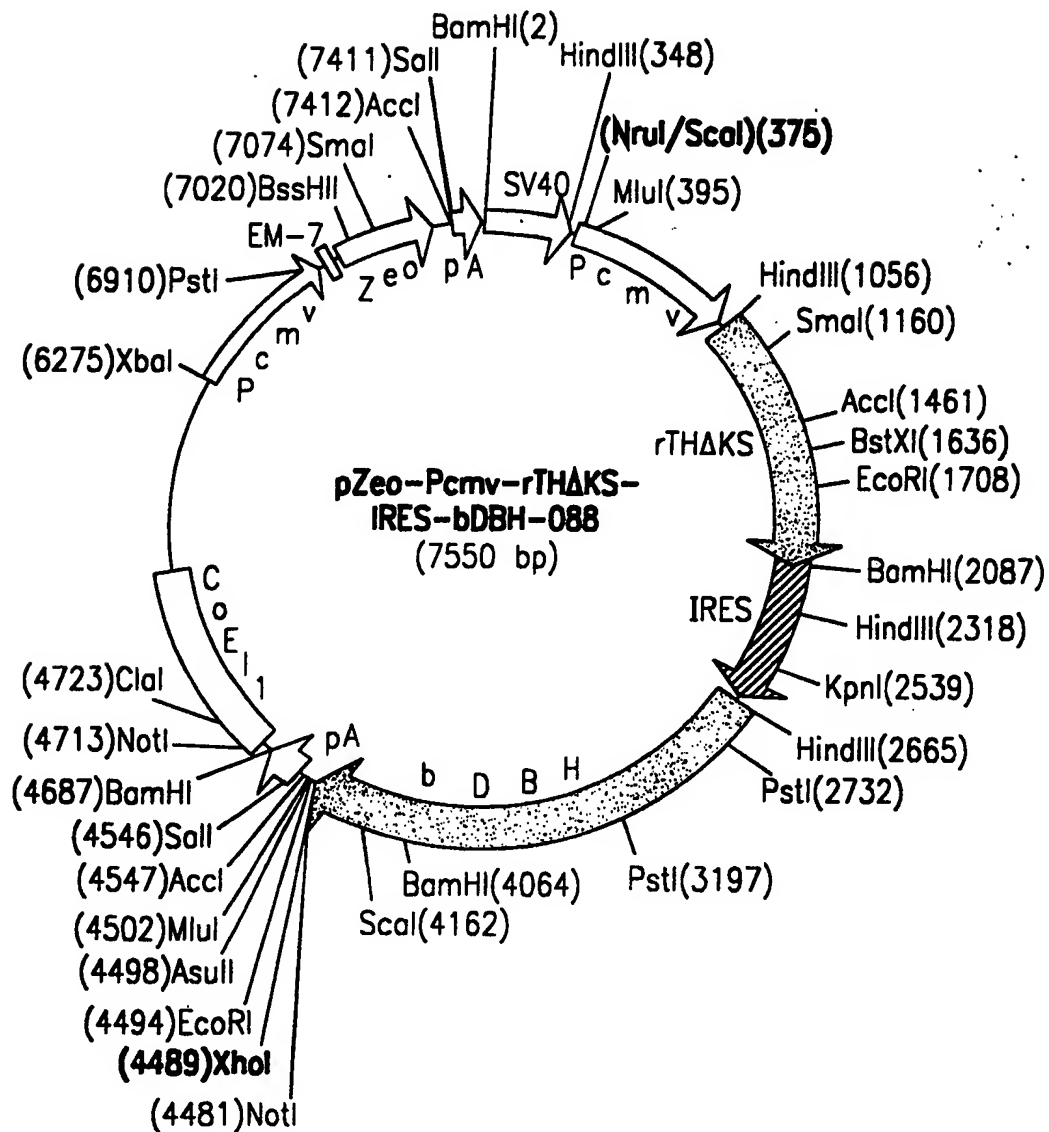 BamHI(2)
(7411)SalI
HindIII(348)
(7412)AccI
(NruI/ScaI)(375)
(7074)SmaI
SV40
MluI(395)
(7020)BssHII
EM-7
Zeo
pA
Pcmv
HindIII(1056)
(6910)PstI
SmaI(1160)
(6275)XbaI
Pcmv
AccI(1461)
rTHΔKS
BstXI(1636)
EcoRI(1708)
pZeo-Pcmv-rTHΔKS-
IRES-bDBH-088
(7550 bp)
BamHI(2087)
ColE1
IRES
HindIII(2318)
(4723)ClaI
KpnI(2539)
(4713)NotI
pA
HindIII(2665)
bDBH
(4687)BamHI
PstI(2732)
(4546)SalI
(4547)AccI
BamHI(4064)
PstI(3197)
ScaI(4162)
(4502)MluI
(4498)AsuII
(4494)EcoRI
(4489)XhoI
(4481)NotI